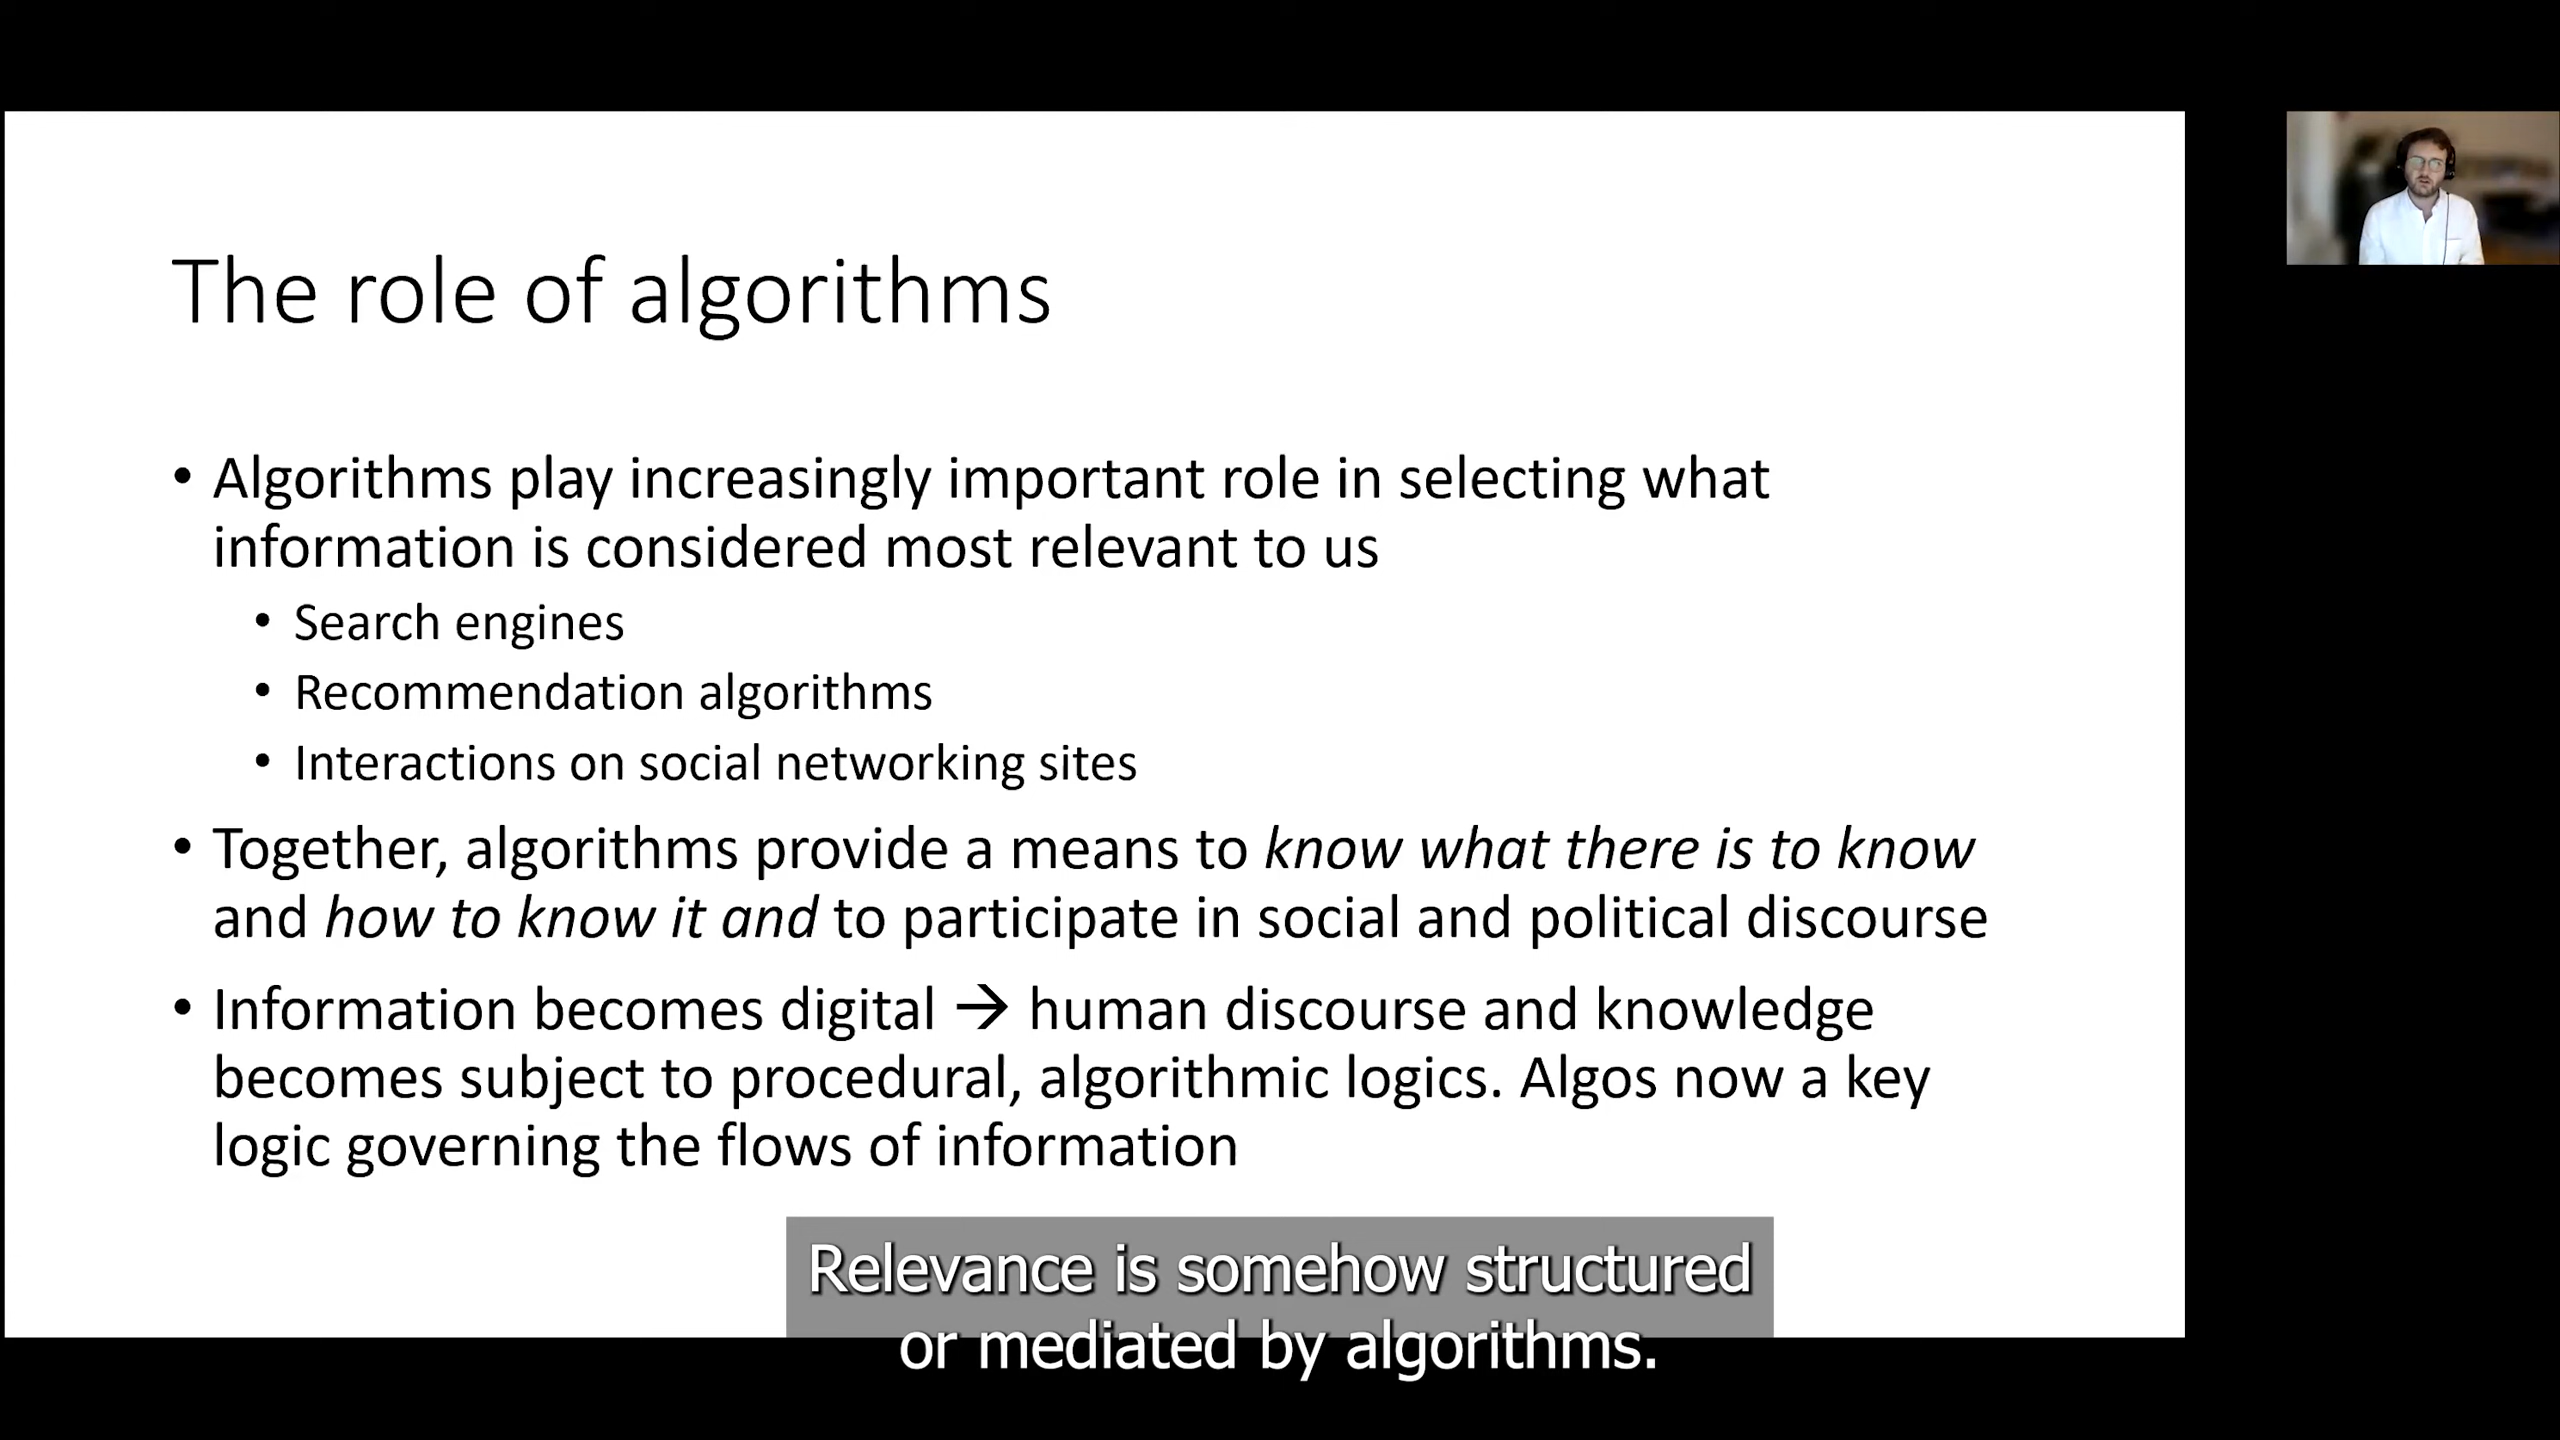 The role of algorithms
• Algorithms play increasingly important role in selecting what
information is considered most relevant to us
• Search engines
• Recommendation algorithms
• Interactions on social networking sites
• Together, algorithms provide a means to know what there is to know
and how to know it and to participate in social and political discourse
• Information becomes digital → human discourse and knowledge
becomes subject to procedural, algorithmic logics. Algos now a key
logic governing the flows of information
Relevance is somehow structured
or mediated by algorithms.